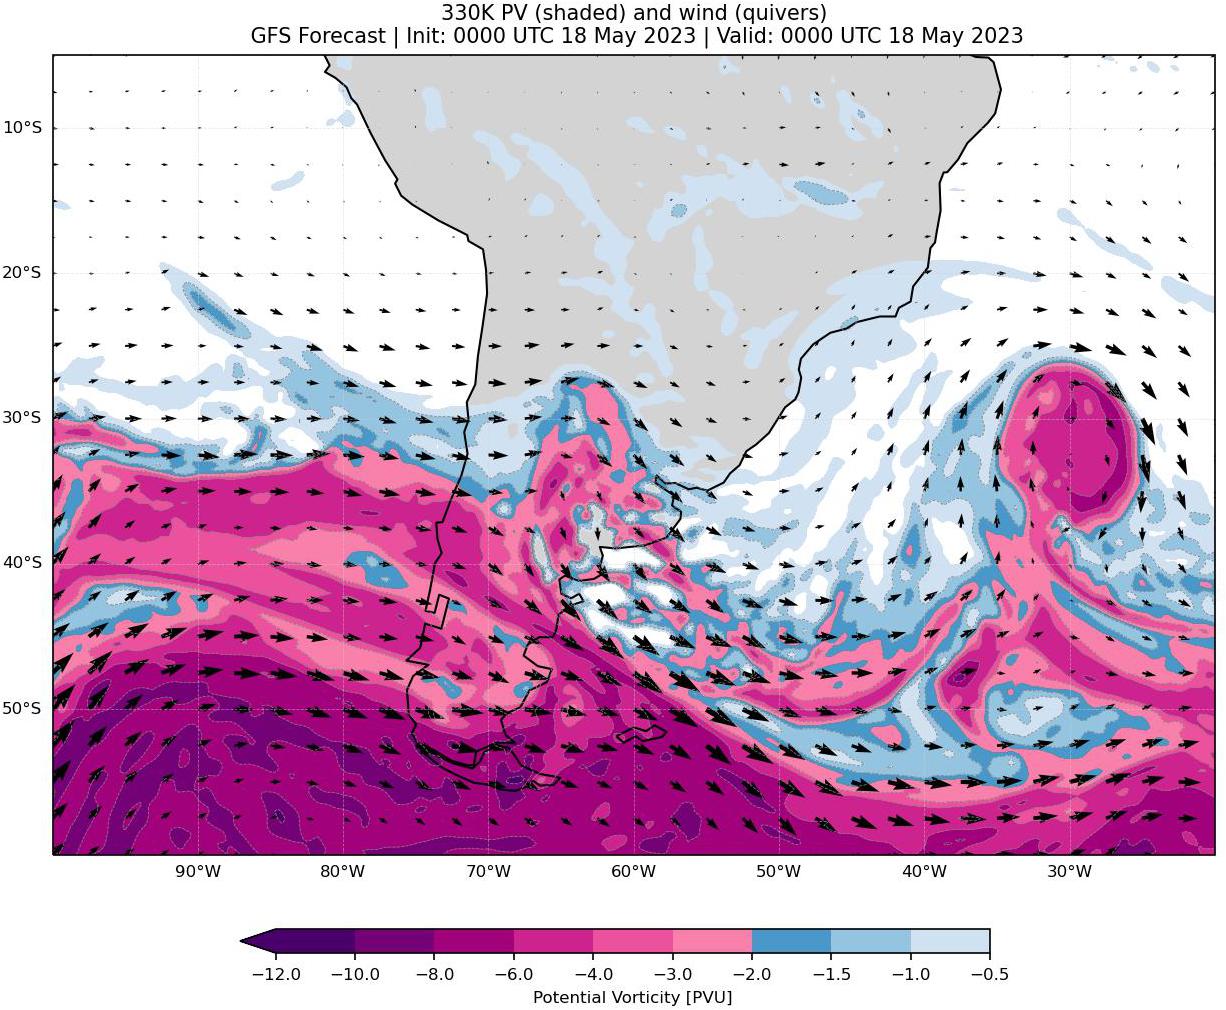 330K PV (shaded) and wind (quivers)
GFS Forecast | Init: 0000 UTC 18 May 2023 | Valid: 0000 UTC 18 May 2023
10°S
20°S
30°S
40°S
50°S
90°W 80°W 70°W 60°W 50°W 40°W 30°W
−12.0 −10.0 −8.0 −6.0 −4.0 −3.0 −2.0 −1.5 −1.0 −0.5
Potential Vorticity [PVU]